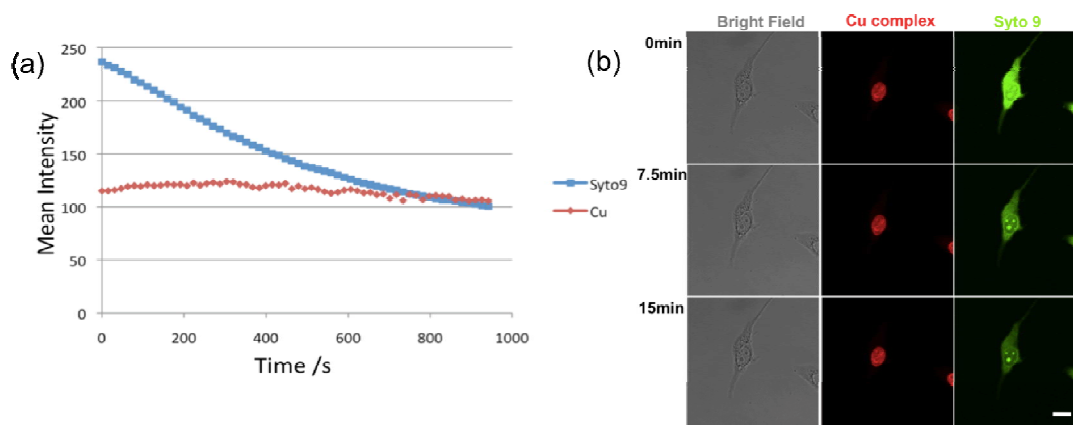 (a)
250
200
150
100
50
0
Mean Intensity
0 200 400 600 800 1000
Time /s
Syto9
Cu
(b)
Bright Field Cu complex Syto 9
0min
7.5min
15min